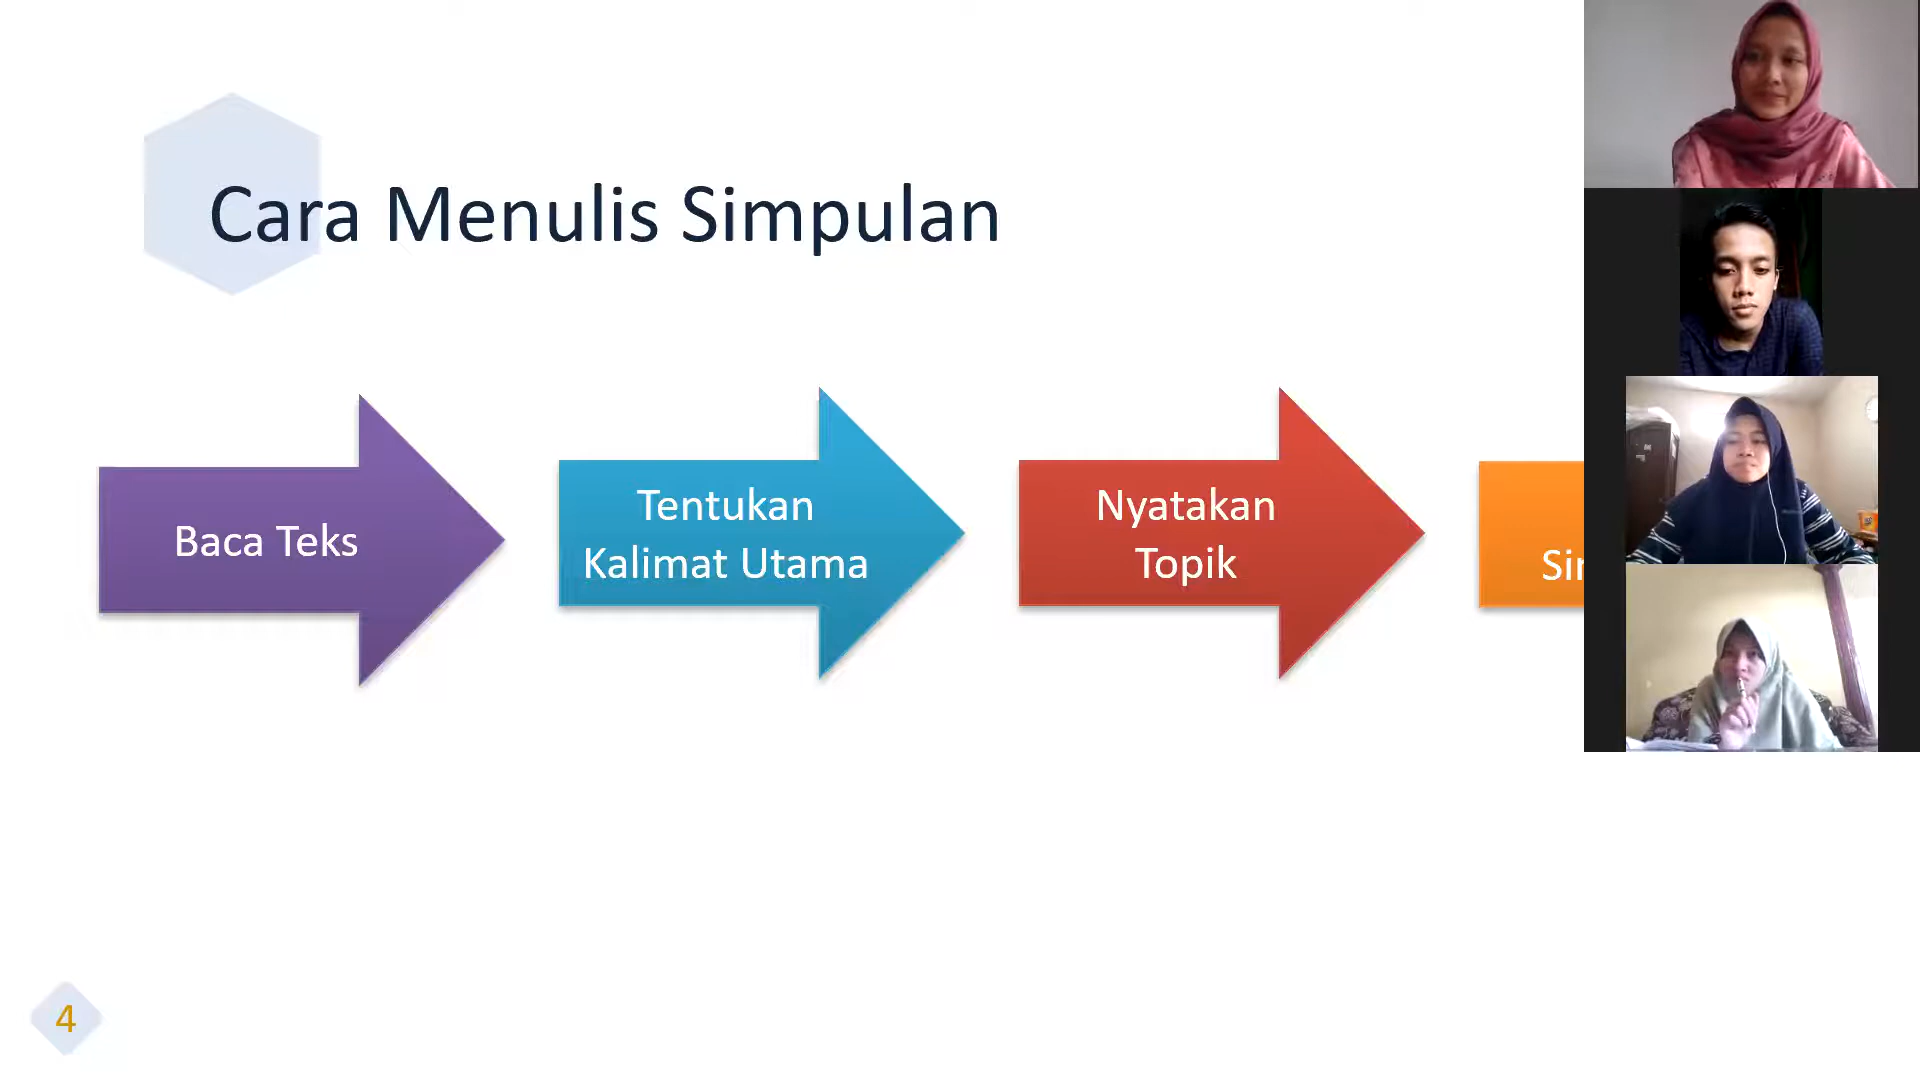 Cara Menulis Simpulan
Baca Teks
Tentukan
Kalimat Utama
Nyatakan
Topik
4